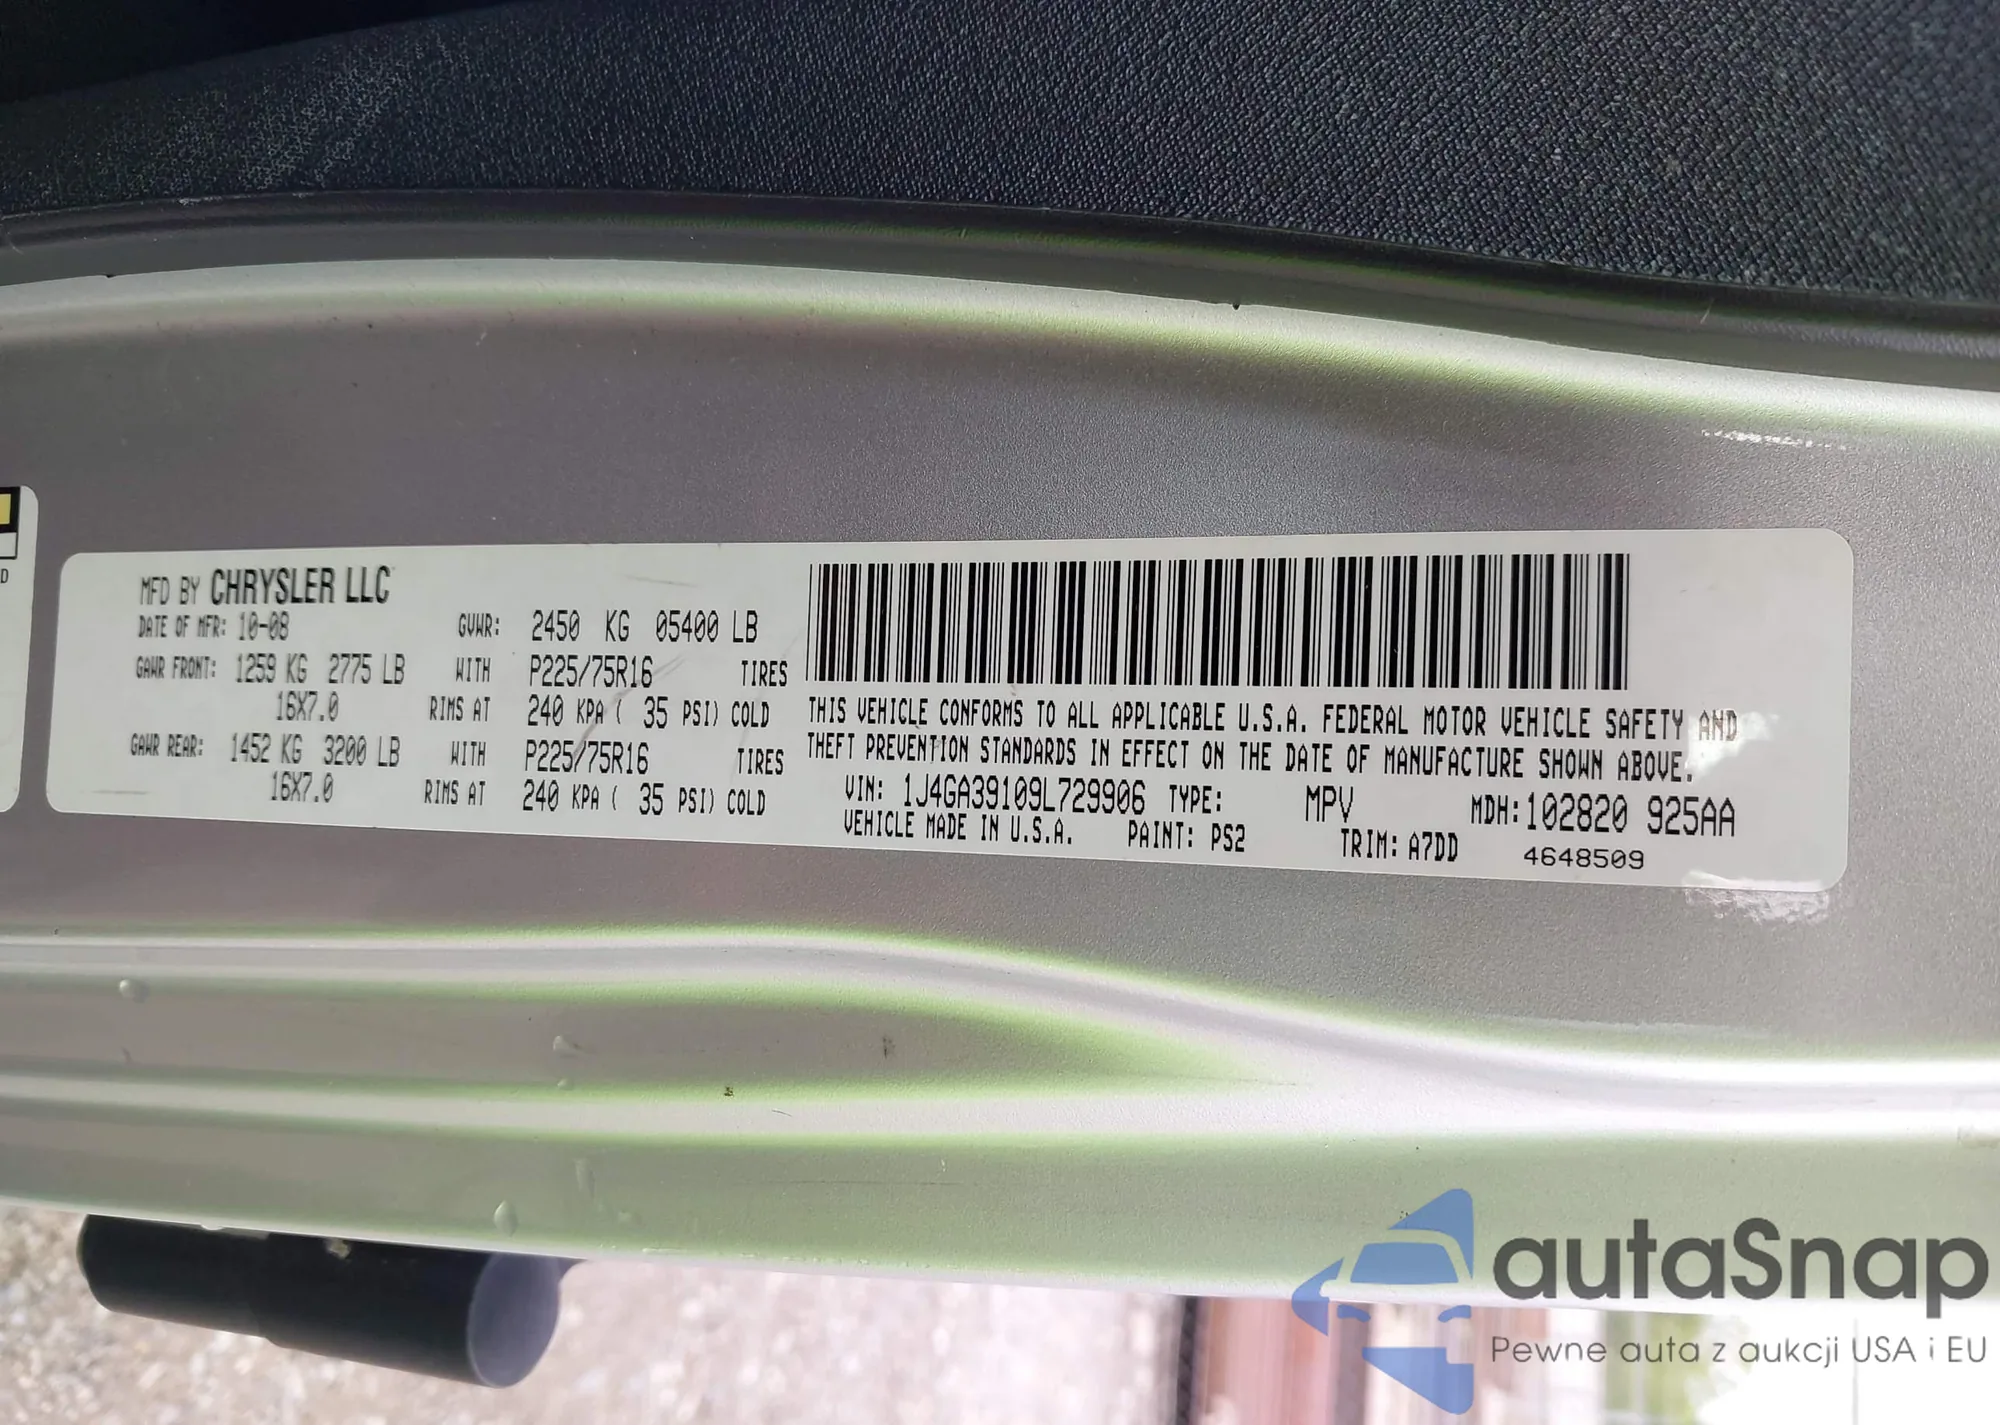 D
MFD BY CHRYSLER LLC
DATE OF MFR: 10-08 GVWR: 2450 KG 05400 LB
GAWR FRONT: 1259 KG 2775 LB WITH P225/75R16 TIRES
16X7.0 RIMS AT 240 KPA ( 35 PSI) COLD
GAWR REAR: 1452 KG 3200 LB WITH P225/75R16 TIRES
16X7.0 RIMS AT 240 KPA ( 35 PSI) COLD
THIS VEHICLE CONFORMS TO ALL APPLICABLE U.S.A. FEDERAL MOTOR VEHICLE SAFETY AND
THEFT PREVENTION STANDARDS IN EFFECT ON THE DATE OF MANUFACTURE SHOWN ABOVE.
VIN: 1J4GA39109L729906 TYPE: MPV MDH: 102820 925AA
VEHICLE MADE IN U.S.A. PAINT: PS2 TRIM: A7DD 4648509
autaSnap
Pewne auta z aukcji USA i EU